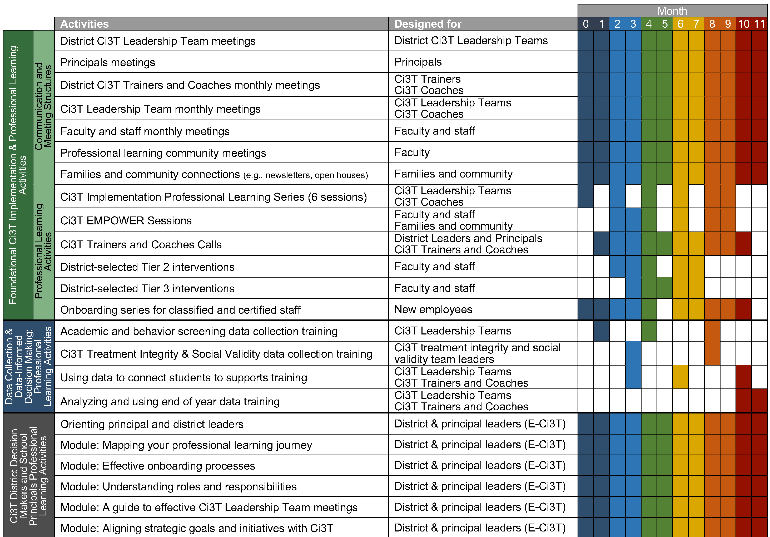 Month
Activities Designed for 0 1 2 3 4 5 6 7 8 9 10 11
Foundational Ci3T Implementation & Professional Learning
Activities
Communication and
Meeting Structures
District Ci3T Leadership Team meetings District Ci3T Leadership Teams
Principals meetings Principals
District Ci3T Trainers and Coaches monthly meetings Ci3T Trainers
Ci3T Coaches
Ci3T Leadership Team monthly meetings Ci3T Leadership Teams
Ci3T Coaches
Faculty and staff monthly meetings Faculty and staff
Professional learning community meetings Faculty
Families and community connections (e.g., newsletters, open houses) Families and community
Professional Learning
Activities
Ci3T Implementation Professional Learning Series (6 sessions) Ci3T Leadership Teams
Ci3T Coaches
Ci3T EMPOWER Sessions Faculty and staff
Families and community
Ci3T Trainers and Coaches Calls District Leaders and Principals
Ci3T Trainers and Coaches
District-selected Tier 2 interventions Faculty and staff
District-selected Tier 3 interventions Faculty and staff
Onboarding series for classified and certified staff New employees
Data Collection &
Data-Informed
Decision Making:
Professional
Learning Activities
Academic and behavior screening data collection training Ci3T Leadership Teams
Ci3T Treatment Integrity & Social Validity data collection training Ci3T treatment integrity and social
validity team leaders
Using data to connect students to supports training Ci3T Leadership Teams
Ci3T Trainers and Coaches
Analyzing and using end of year data training Ci3T Leadership Teams
Ci3T Trainers and Coaches
Ci3T District Decision
Makers and School
Principals Professional
Learning Activities
Orienting principal and district leaders District & principal leaders (E-Ci3T)
Module: Mapping your professional learning journey District & principal leaders (E-Ci3T)
Module: Effective onboarding processes District & principal leaders (E-Ci3T)
Module: Understanding roles and responsibilities District & principal leaders (E-Ci3T)
Module: A guide to effective Ci3T Leadership Team meetings District & principal leaders (E-Ci3T)
Module: Aligning strategic goals and initiatives with Ci3T District & principal leaders (E-Ci3T)